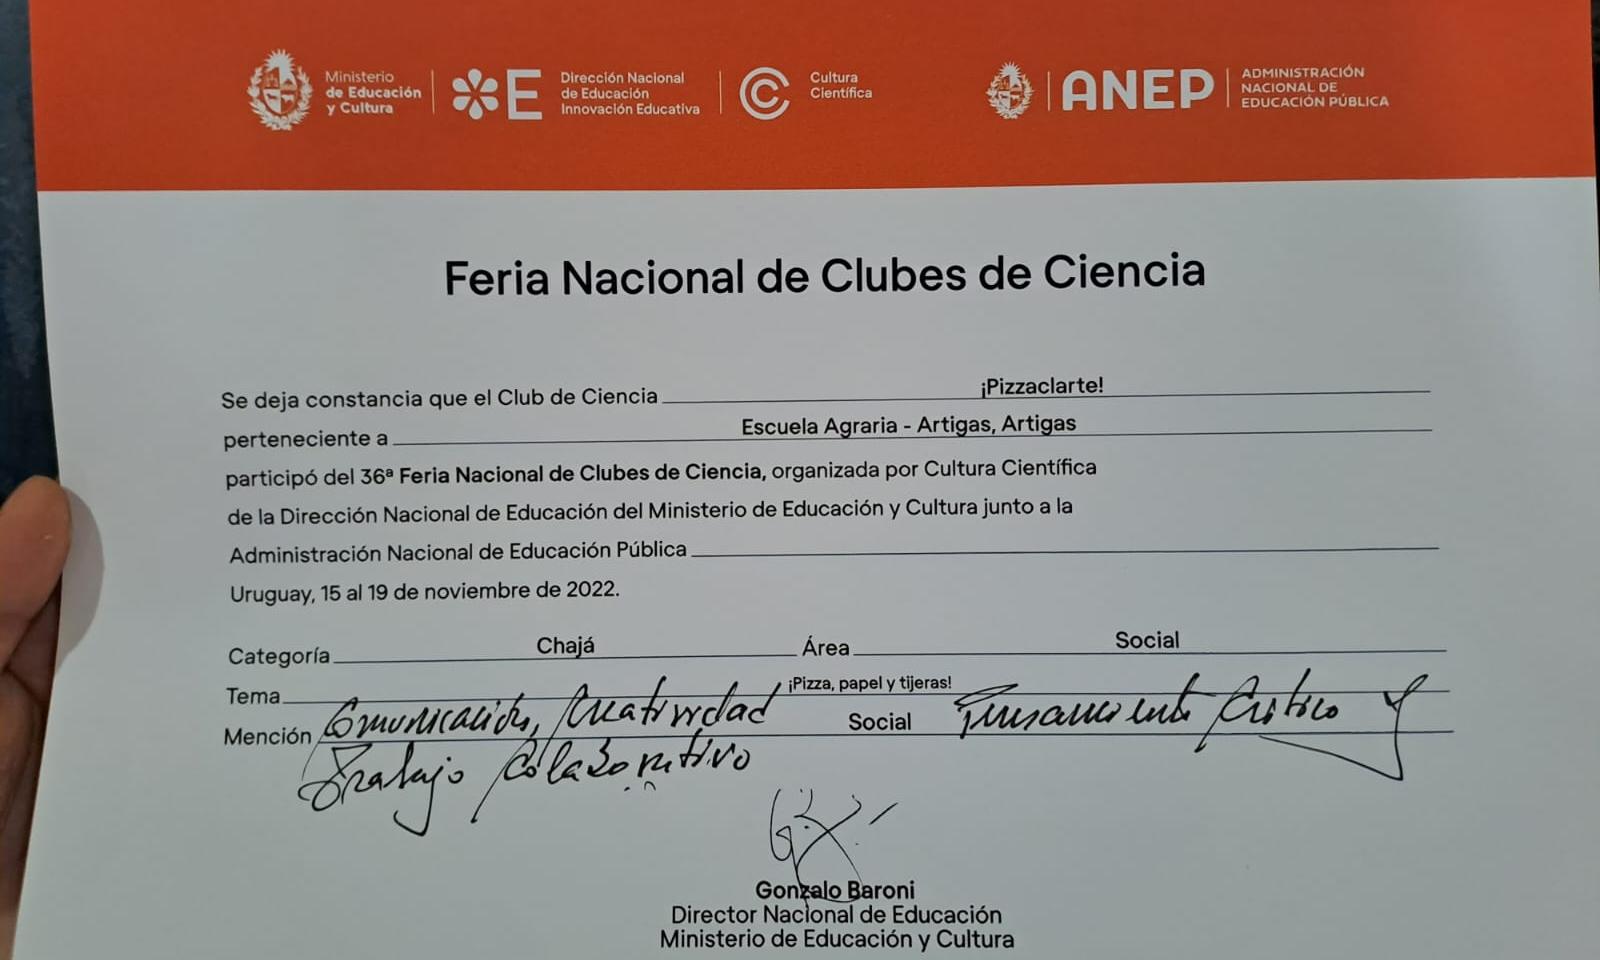 Ministerio
de Educación
y Cultura
E
Dirección Nacional
de Educación
Innovación Educativa
Cultura
Científica
ANEP
ADMINISTRACIÓN
NACIONAL DE
EDUCACIÓN PÚBLICA
Feria Nacional de Clubes de Ciencia
Se deja constancia que el Club de Ciencia ¡Pizzaclarte!
perteneciente a Escuela Agraria - Artigas, Artigas
participó del 36ª Feria Nacional de Clubes de Ciencia, organizada por Cultura Científica
de la Dirección Nacional de Educación del Ministerio de Educación y Cultura junto a la
Administración Nacional de Educación Pública
Uruguay, 15 al 19 de noviembre de 2022.
Categoría Chajá Área Social
Tema ¡Pizza, papel y tijeras!
Mención Comunicación, Creatividad Social Pensamiento Crítico y
Trabajo Colaborativo
Gonzalo Baroni
Director Nacional de Educación
Ministerio de Educación y Cultura